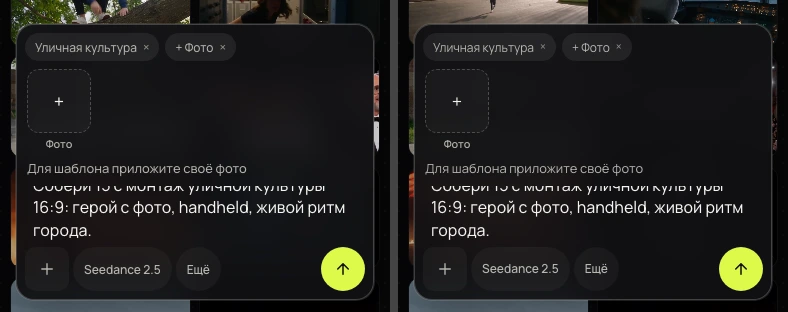 Уличная культура ×
+ Фото ×
+
Фото
Для шаблона приложите своё фото
Собери 15 с монтаж уличной культуры
16:9: герой с фото, handheld, живой ритм
города.
+
Seedance 2.5
Ещё
Уличная культура ×
+ Фото ×
+
Фото
Для шаблона приложите своё фото
Собери 15 с монтаж уличной культуры
16:9: герой с фото, handheld, живой ритм
города.
+
Seedance 2.5
Ещё